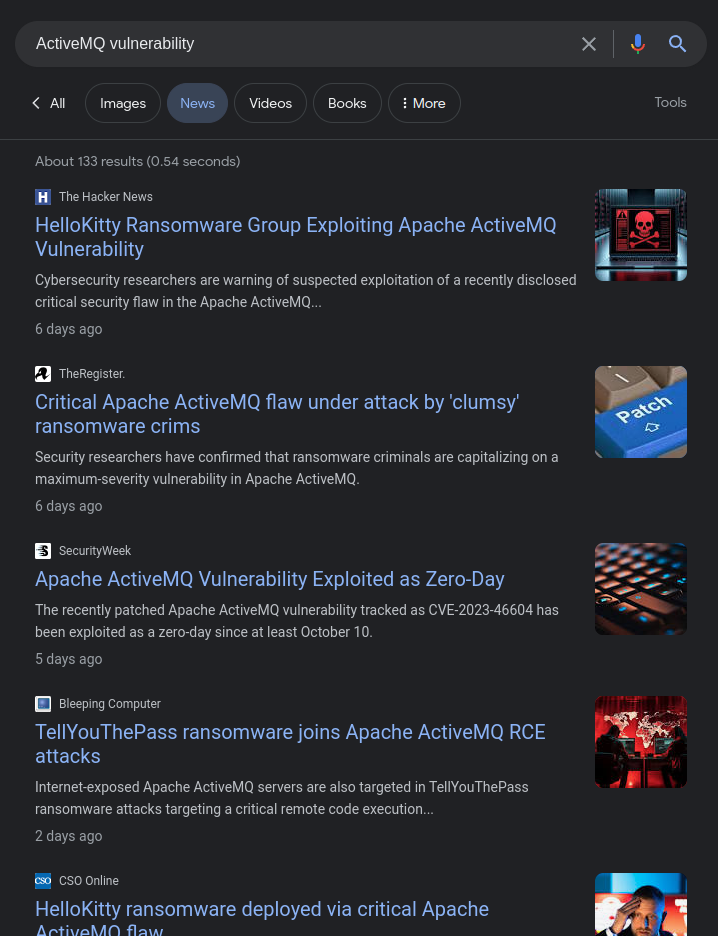 ActiveMQ vulnerability
All Images News Videos Books More Tools
About 133 results (0.54 seconds)
H The Hacker News
HelloKitty Ransomware Group Exploiting Apache ActiveMQ
Vulnerability
Cybersecurity researchers are warning of suspected exploitation of a recently disclosed
critical security flaw in the Apache ActiveMQ...
6 days ago
TheRegister.
Critical Apache ActiveMQ flaw under attack by 'clumsy'
ransomware crims
Security researchers have confirmed that ransomware criminals are capitalizing on a
maximum-severity vulnerability in Apache ActiveMQ.
6 days ago
Patch
SecurityWeek
Apache ActiveMQ Vulnerability Exploited as Zero-Day
The recently patched Apache ActiveMQ vulnerability tracked as CVE-2023-46604 has
been exploited as a zero-day since at least October 10.
5 days ago
Bleeping Computer
TellYouThePass ransomware joins Apache ActiveMQ RCE
attacks
Internet-exposed Apache ActiveMQ servers are also targeted in TellYouThePass
ransomware attacks targeting a critical remote code execution...
2 days ago
CSO CSO Online
HelloKitty ransomware deployed via critical Apache
ActiveMQ flaw